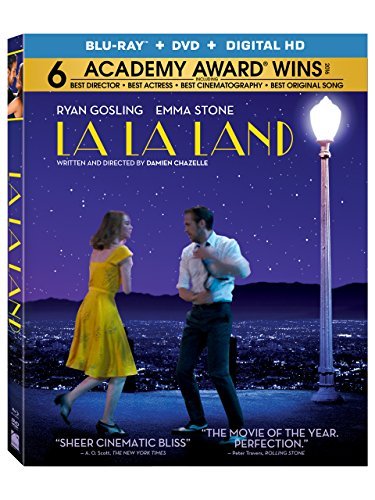 BLU-RAY + DVD + DIGITAL HD
6 ACADEMY AWARD® WINS 2016
INCLUDING
BEST DIRECTOR • BEST ACTRESS • BEST CINEMATOGRAPHY • BEST ORIGINAL SONG
RYAN GOSLING EMMA STONE
LA LA LAND
WRITTEN AND DIRECTED BY DAMIEN CHAZELLE
LA LA LAND
"SHEER CINEMATIC BLISS"
– A. O. Scott, THE NEW YORK TIMES
"THE MOVIE OF THE YEAR.
PERFECTION."
– Peter Travers, ROLLING STONE